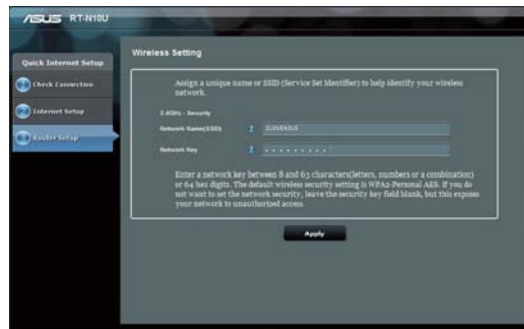 ASUS RT-N10U
Quick Internet Setup
1 Check Connection
2 Internet Setup
3 Router Setup
Wireless Setting
Assign a unique name or SSID (Service Set Identifier) to help identify your wireless
network.
2.4GHz - Security
Network Name(SSID)
ILOVEASUS
Network Key
Enter a network key between 8 and 63 characters(letters, numbers or a combination)
or 64 hex digits. The default wireless security setting is WPA2-Personal AES. If you do
not want to set the network security, leave the security key field blank, but this exposes
your network to unauthorized access.
Apply